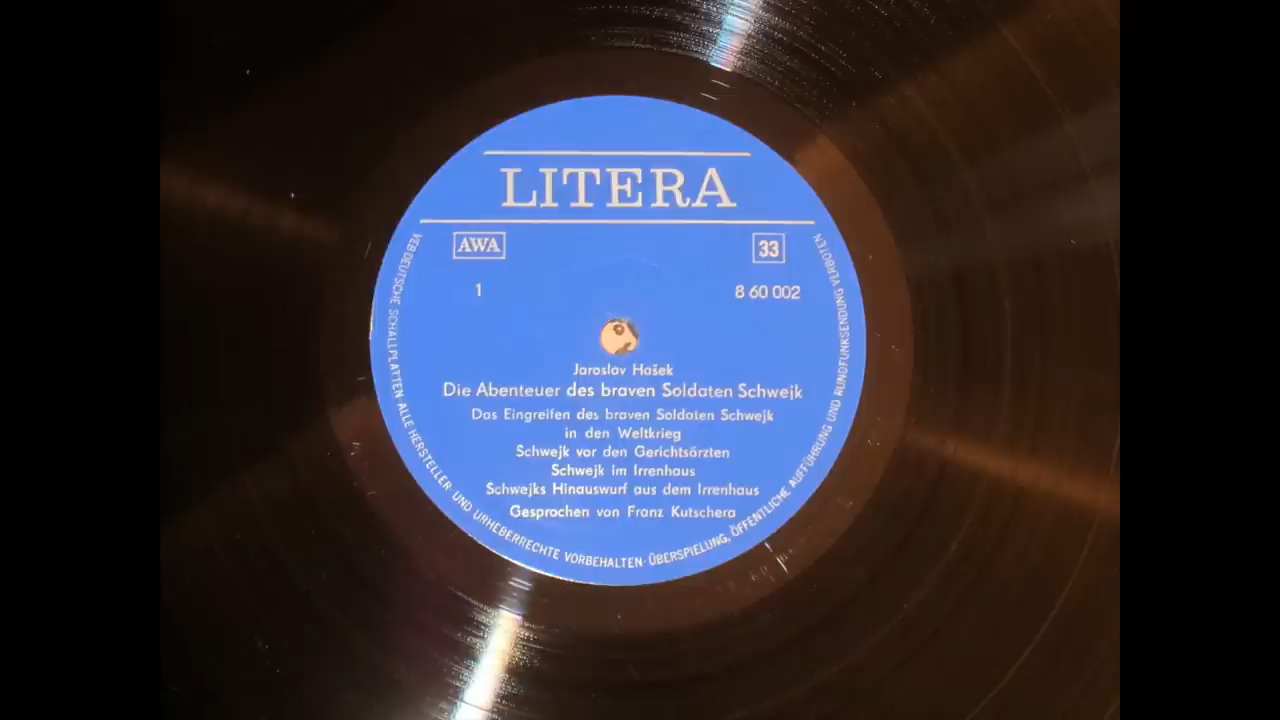 LITERA
AWA
33
1
8 60 002
Jaroslav Hašek
Die Abenteuer des braven Soldaten Schwejk
Das Eingreifen des braven Soldaten Schwejk
in den Weltkrieg
Schwejk vor den Gerichtsärzten
Schwejk im Irrenhaus
Schwejks Hinauswurf aus dem Irrenhaus
Gesprochen von Franz Kutschera
VEB DEUTSCHE SCHALLPLATTEN · ALLE HERSTELLER- UND URHEBERRECHTE VORBEHALTEN · ÜBERSPIELUNG, ÖFFENTLICHE AUFFÜHRUNG UND RUNDFUNKSENDUNG VERBOTEN